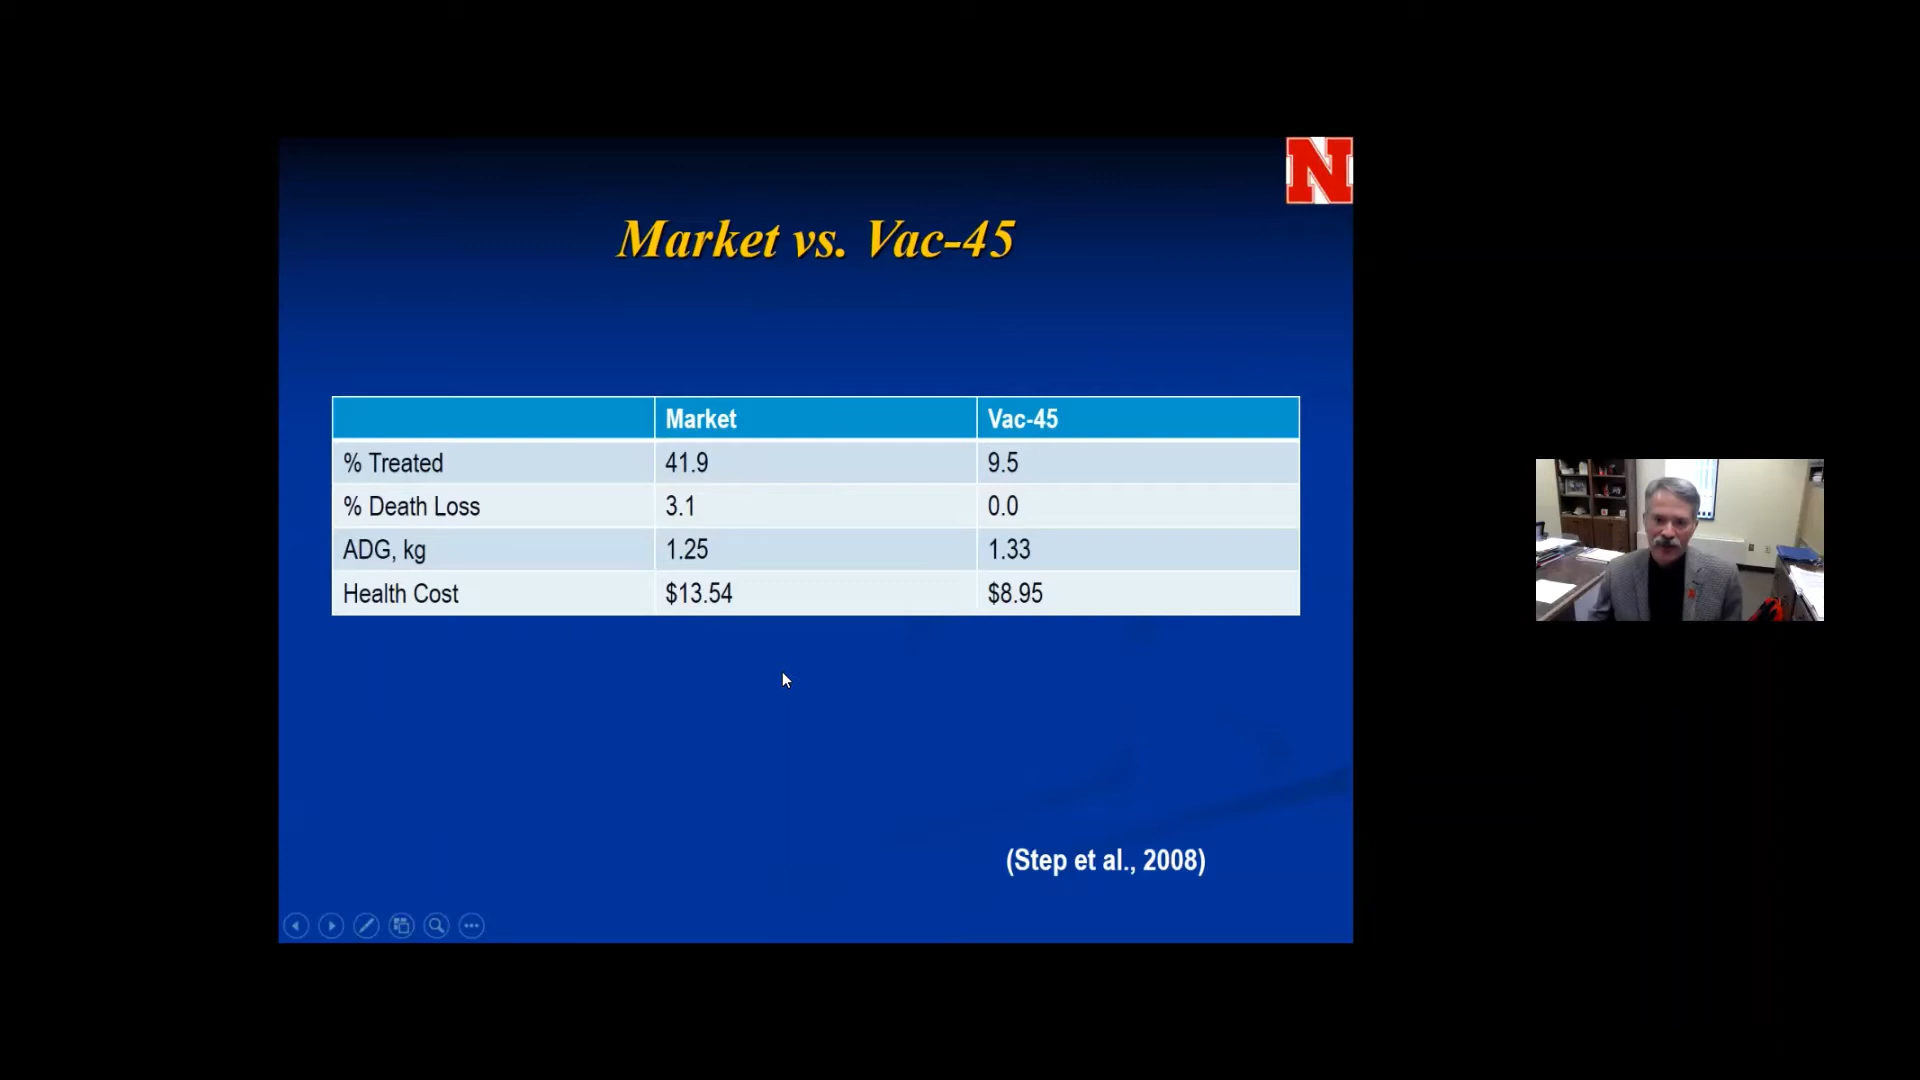 N
Market vs. Vac-45
Market Vac-45
% Treated 41.9 9.5
% Death Loss 3.1 0.0
ADG, kg 1.25 1.33
Health Cost $13.54 $8.95
(Step et al., 2008)